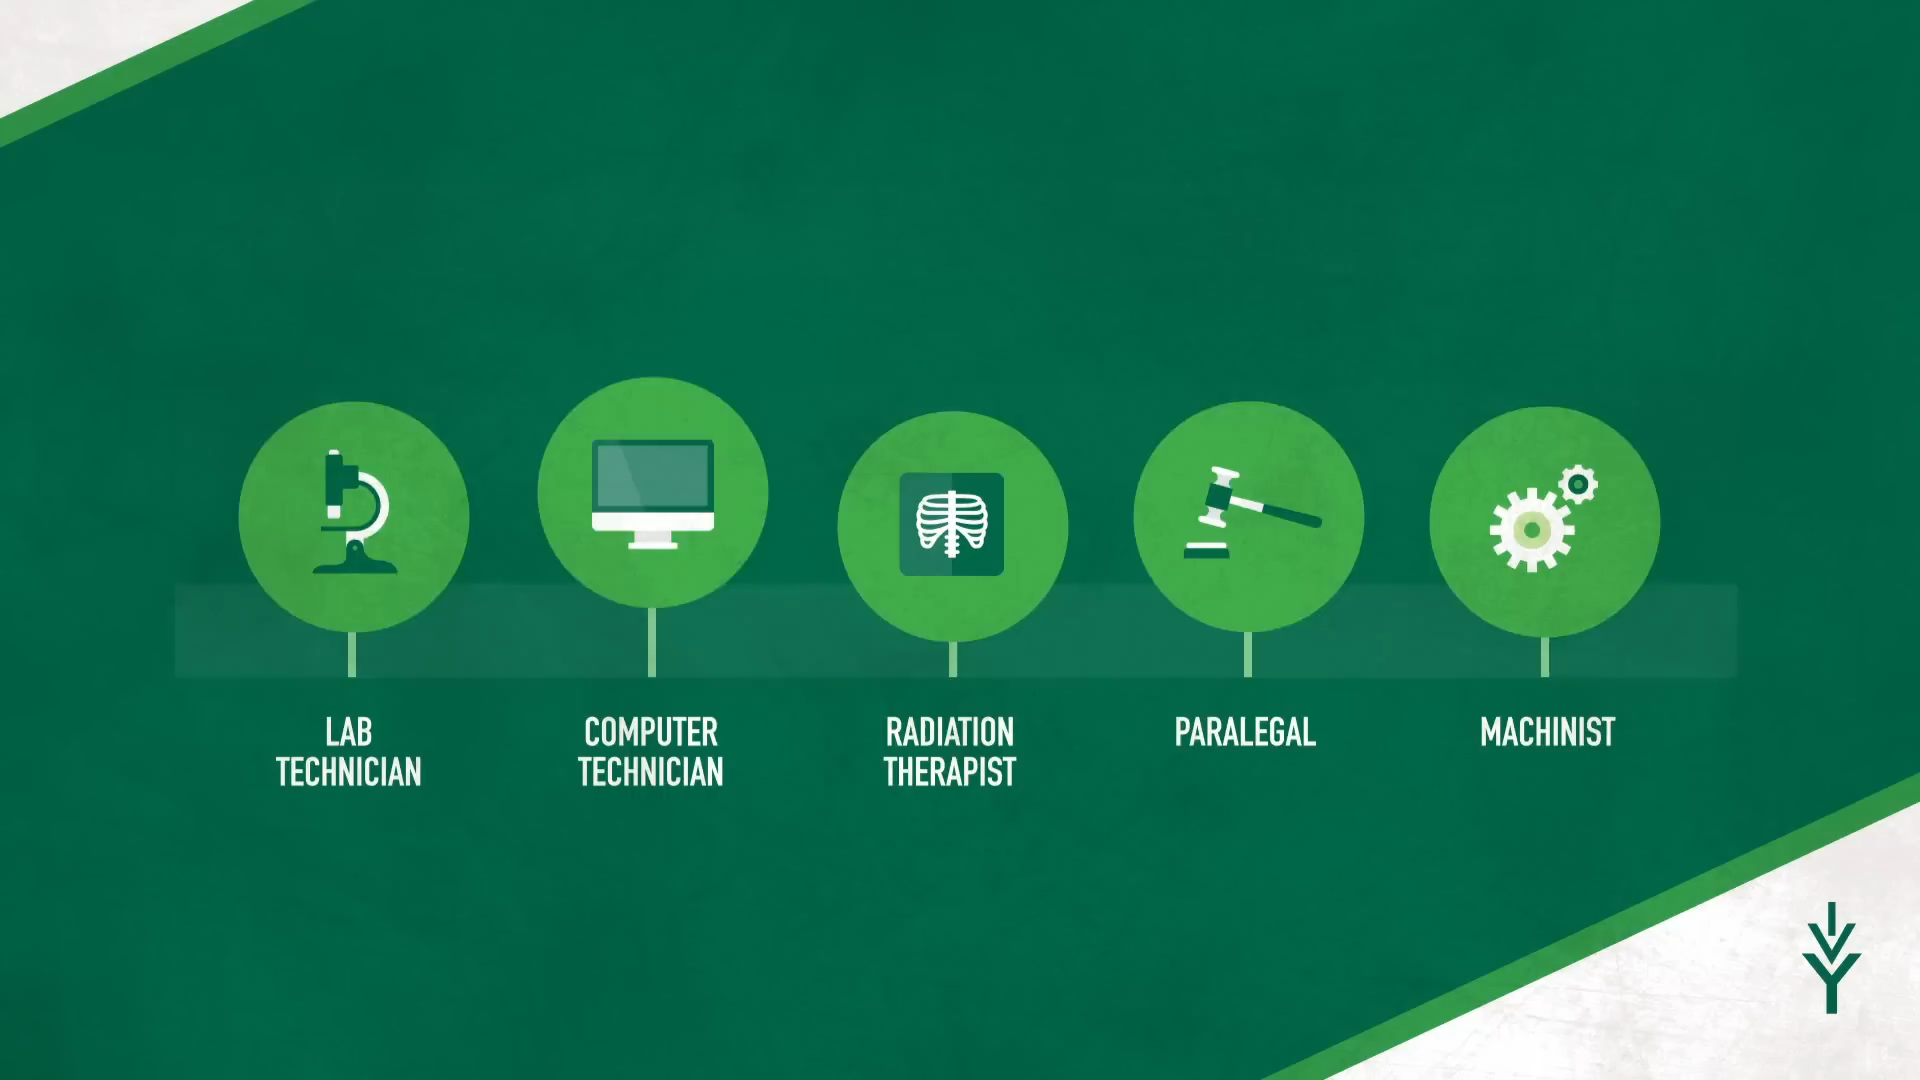 LAB
TECHNICIAN
COMPUTER
TECHNICIAN
RADIATION
THERAPIST
PARALEGAL
MACHINIST